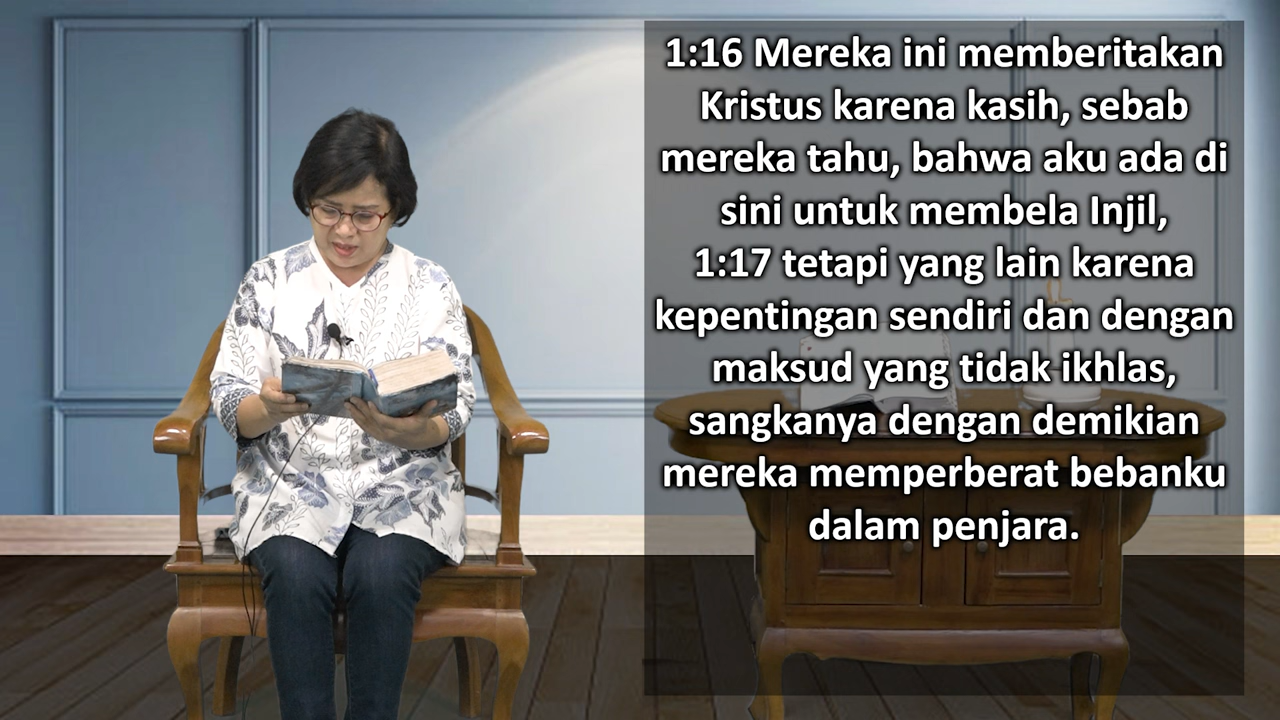 1:16 Mereka ini memberitakan
Kristus karena kasih, sebab
mereka tahu, bahwa aku ada di
sini untuk membela Injil,
1:17 tetapi yang lain karena
kepentingan sendiri dan dengan
maksud yang tidak ikhlas,
sangkanya dengan demikian
mereka memperberat bebanku
dalam penjara.